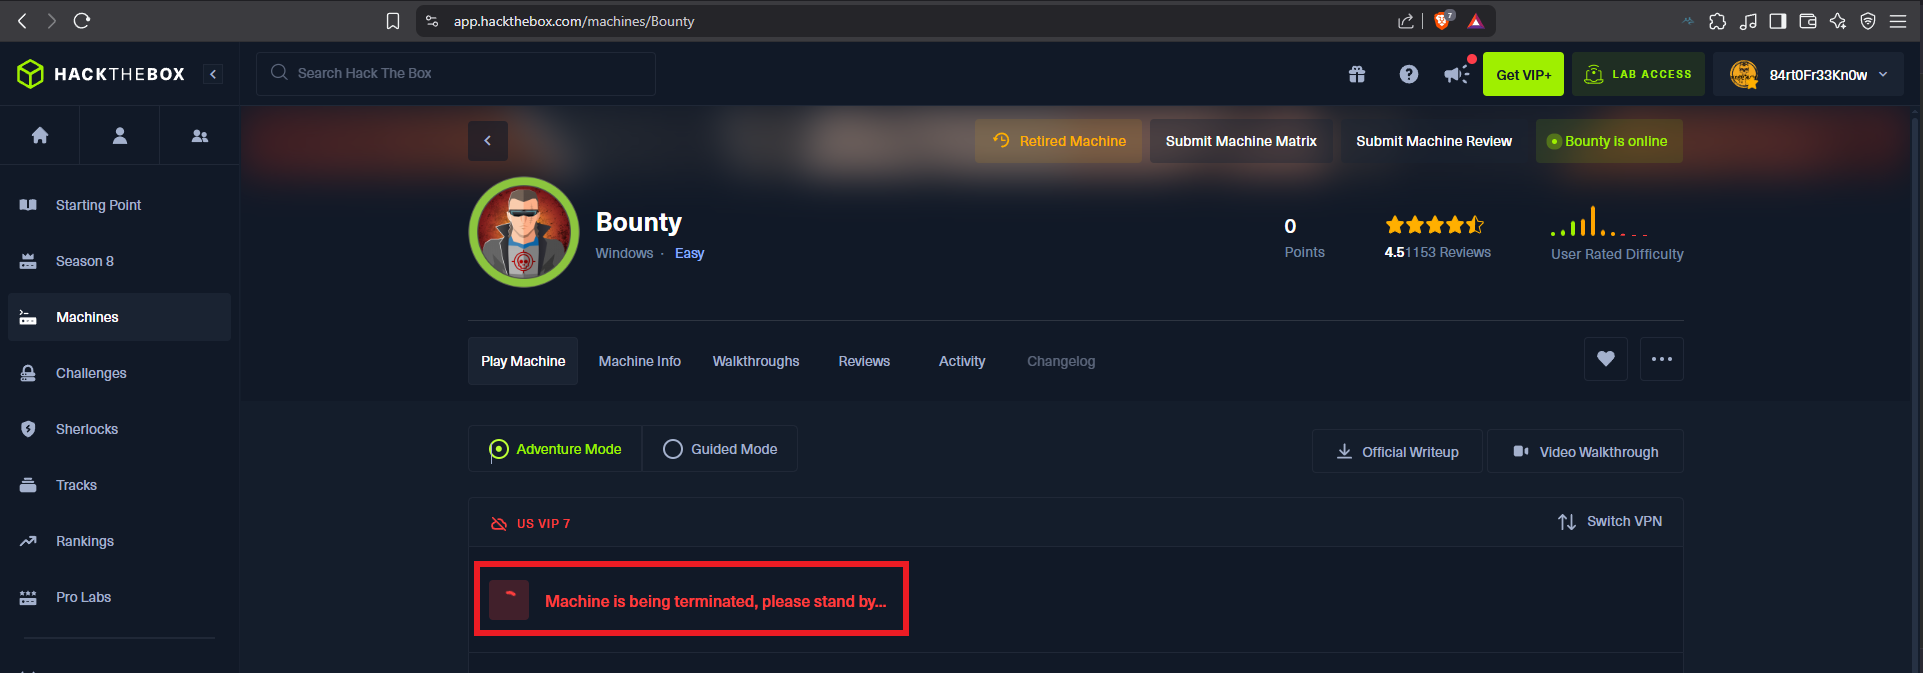 app.hackthebox.com/machines/Bounty
7
HACKTHEBOX
Search Hack The Box
Get VIP+
LAB ACCESS
84rt0Fr33Kn0w
Retired Machine
Submit Machine Matrix
Submit Machine Review
Bounty is online
Starting Point
Season 8
Machines
Challenges
Sherlocks
Tracks
Rankings
Pro Labs
Bounty
Windows · Easy
0
Points
4.51153 Reviews
User Rated Difficulty
Play Machine
Machine Info
Walkthroughs
Reviews
Activity
Changelog
Adventure Mode
Guided Mode
Official Writeup
Video Walkthrough
US VIP 7
Switch VPN
Machine is being terminated, please stand by...